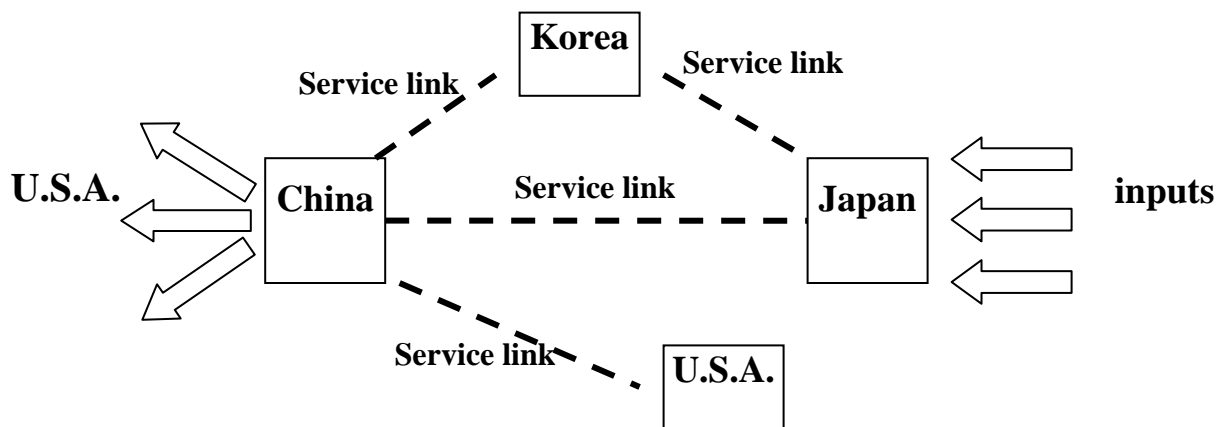 Korea
Service link
Service link
U.S.A.
China
Service link
Japan
inputs
Service link
U.S.A.